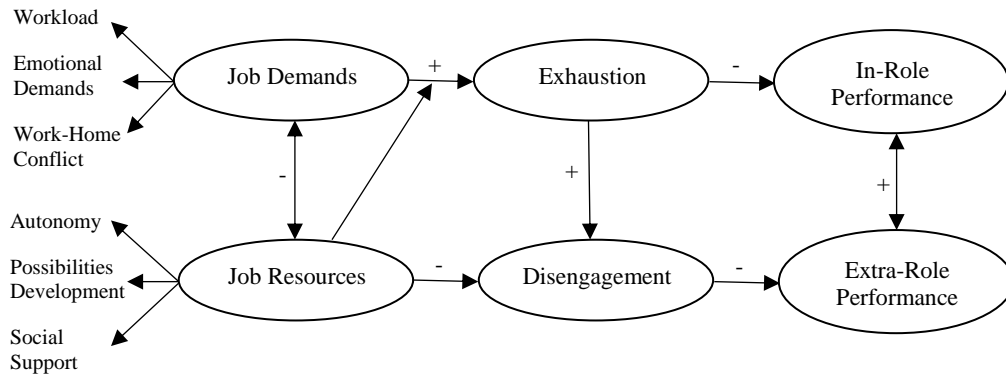 Workload
Emotional
Demands
Work-Home
Conflict
Job Demands
+
Exhaustion
-
In-Role
Performance
-
+
+
Autonomy
Possibilities
Development
Social
Support
Job Resources
-
Disengagement
-
Extra-Role
Performance